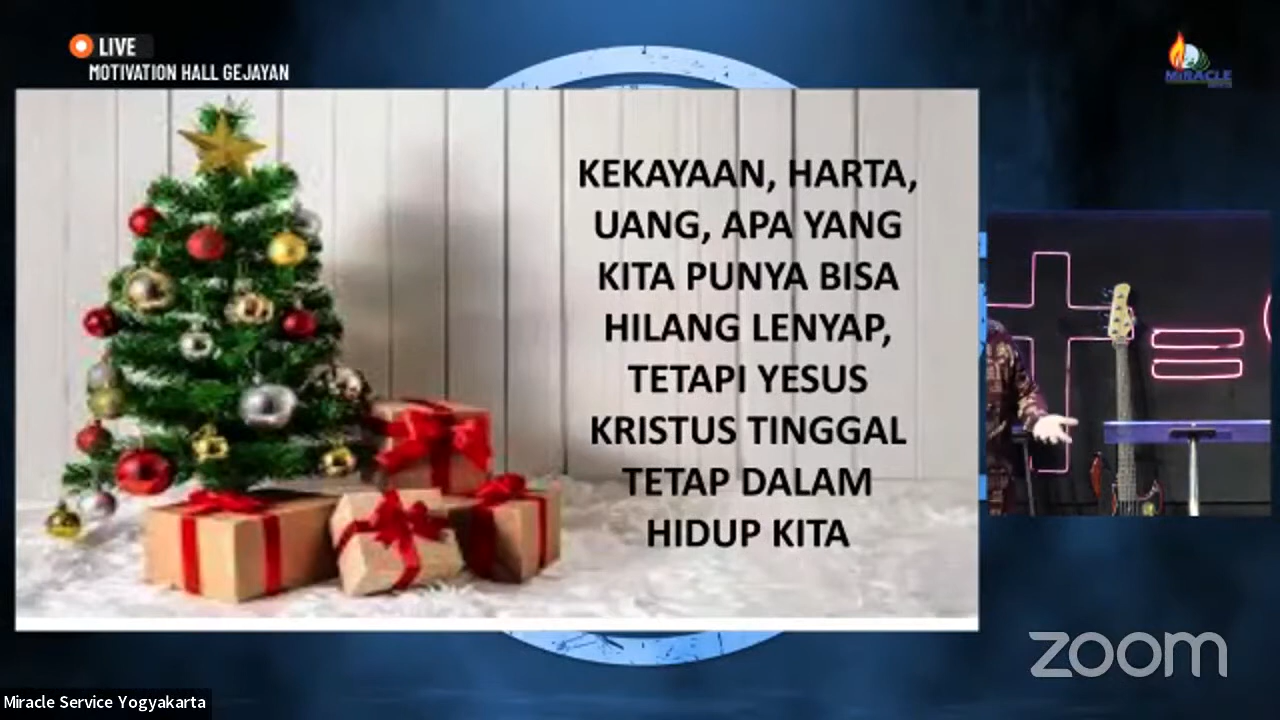 LIVE
MOTIVATION HALL GEJAYAN
MIRACLE
KEKAYAAN, HARTA,
UANG, APA YANG
KITA PUNYA BISA
HILANG LENYAP,
TETAPI YESUS
KRISTUS TINGGAL
TETAP DALAM
HIDUP KITA
=
zoom
Miracle Service Yogyakarta